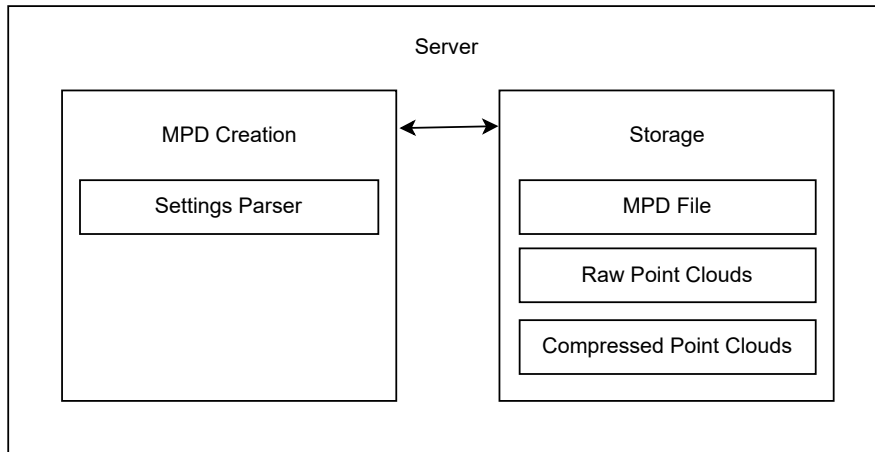 Server
MPD Creation
Settings Parser
Storage
MPD File
Raw Point Clouds
Compressed Point Clouds